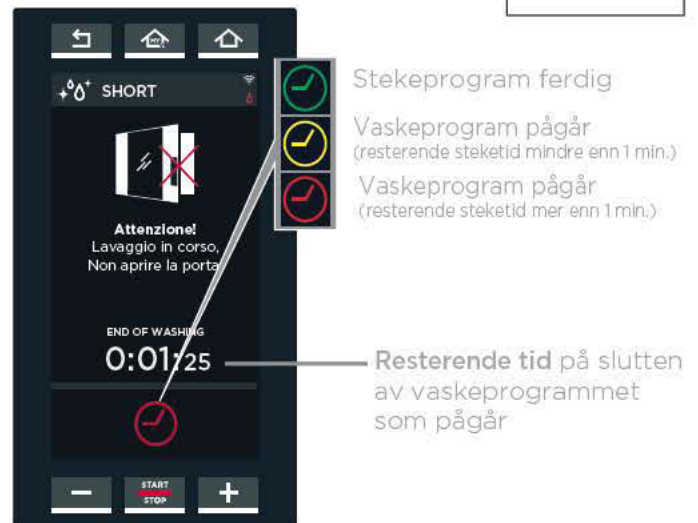 MY
SHORT
Attenzione!
Lavaggio in corso,
Non aprire la porta
END OF WASHING
0:01:25
START
STOP
Stekeprogram ferdig
Vaskeprogram pågår
(resterende steketid mindre enn 1 min.)
Vaskeprogram pågår
(resterende steketid mer enn 1 min.)
Resterende tid på slutten
av vaskeprogrammet
som pågår